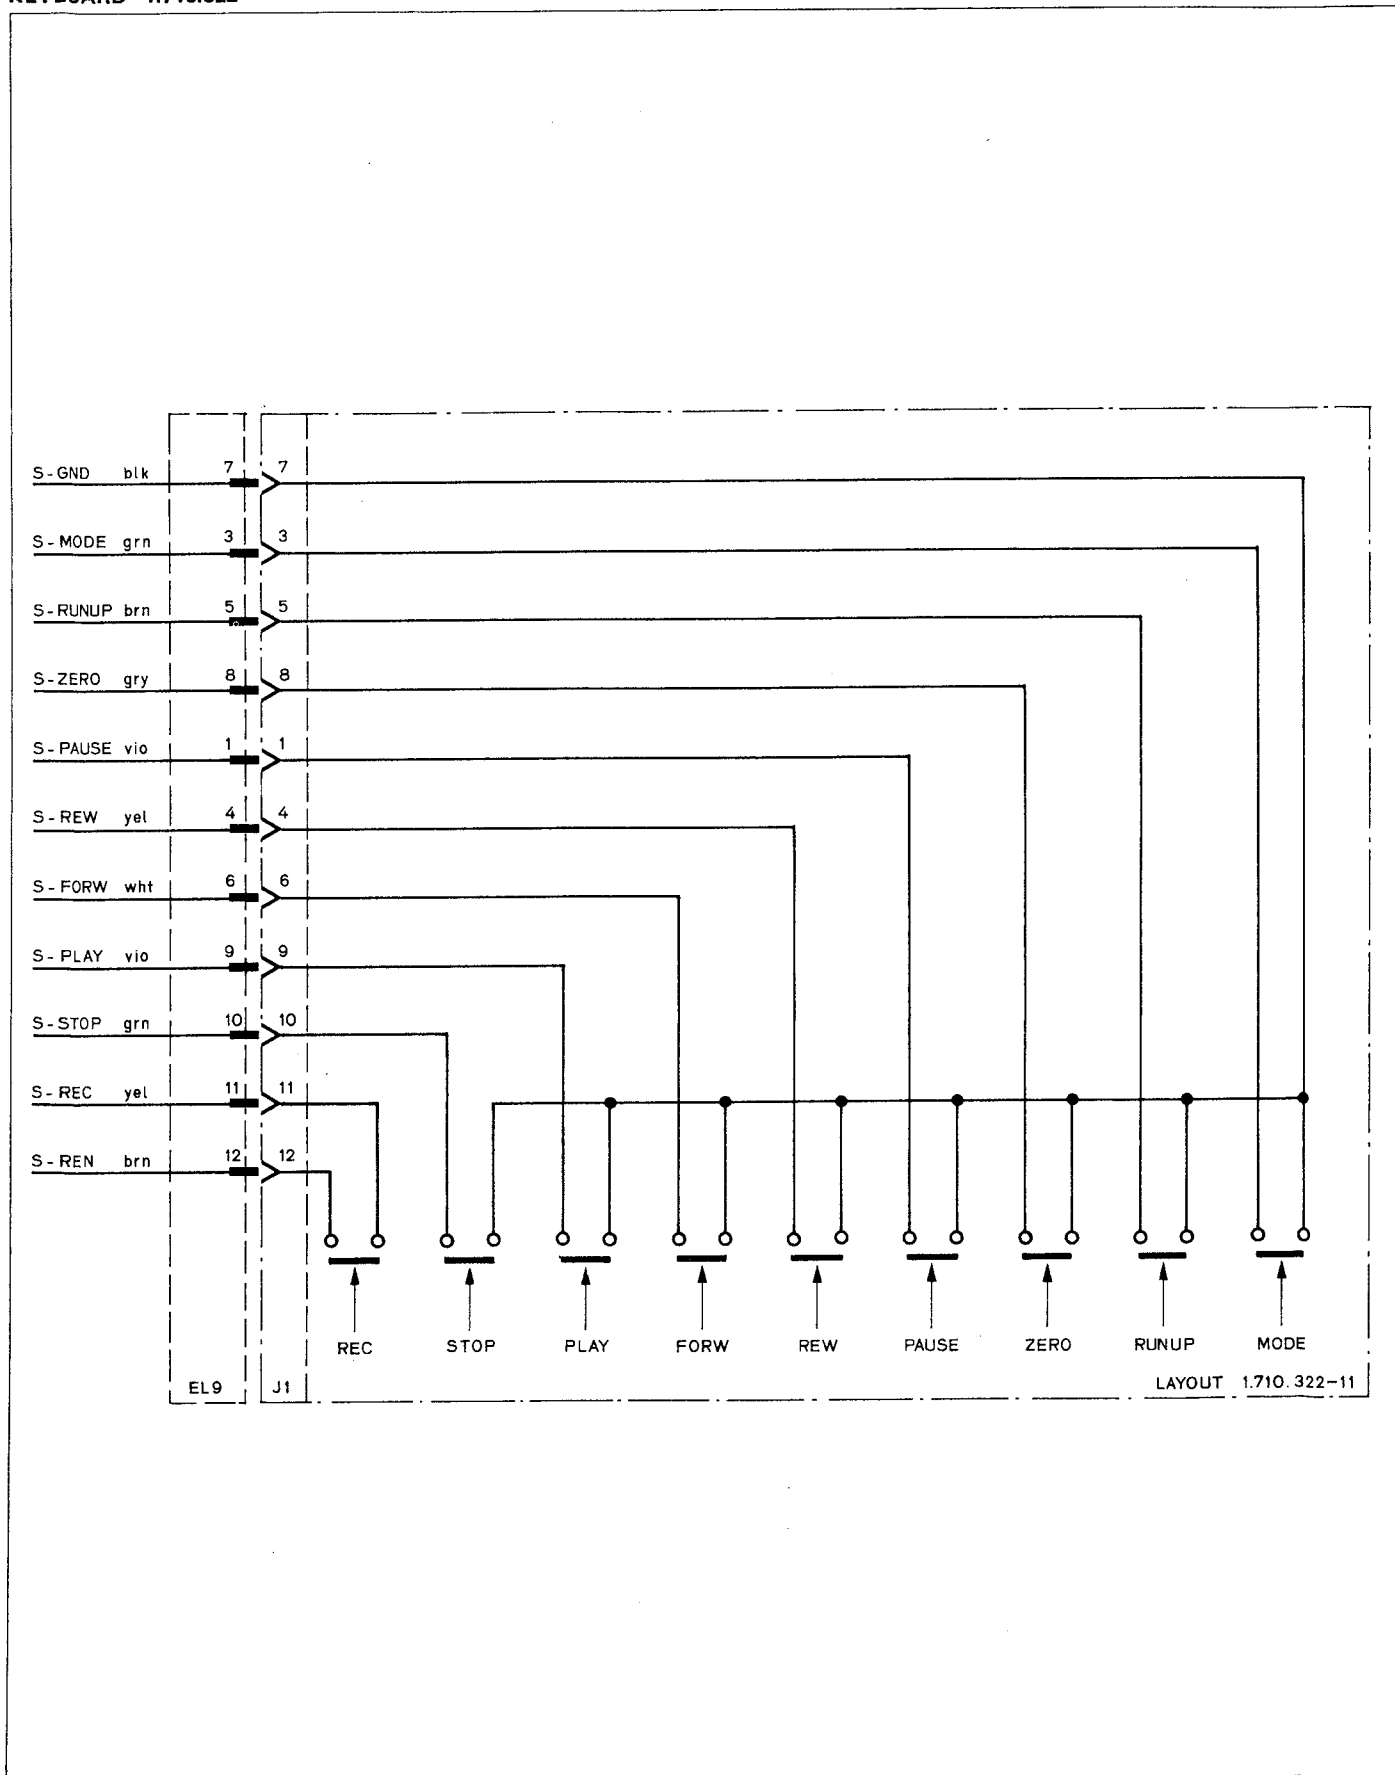 S-GND blk 7 7
S-MODE grn 3 3
S-RUNUP brn 5 5
S-ZERO gry 8 8
S-PAUSE vio 1 1
S-REW yel 4 4
S-FORW wht 6 6
S-PLAY vio 9 9
S-STOP grn 10 10
S-REC yel 11 11
S-REN brn 12 12
REC STOP PLAY FORW REW PAUSE ZERO RUNUP MODE
EL9 J1 LAYOUT 1.710.322-11